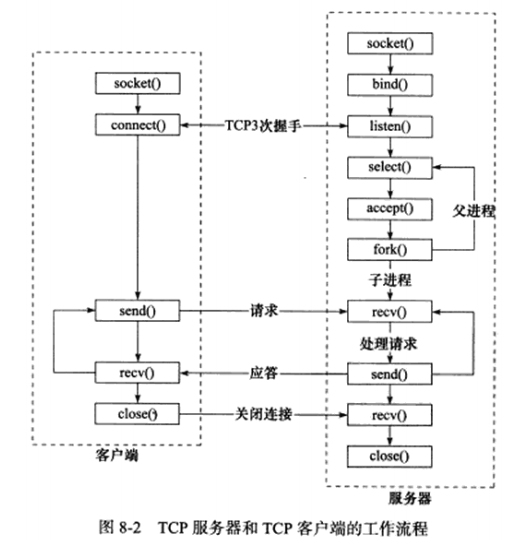 socket()
socket()
bind()
connect()
TCP3次握手
listen()
select()
accept()
父进程
fork()
子进程
send()
请求
recv()
处理请求
recv()
应答
send()
close()
关闭连接
recv()
客户端
close()
服务器
图 8-2 TCP 服务器和 TCP 客户端的工作流程